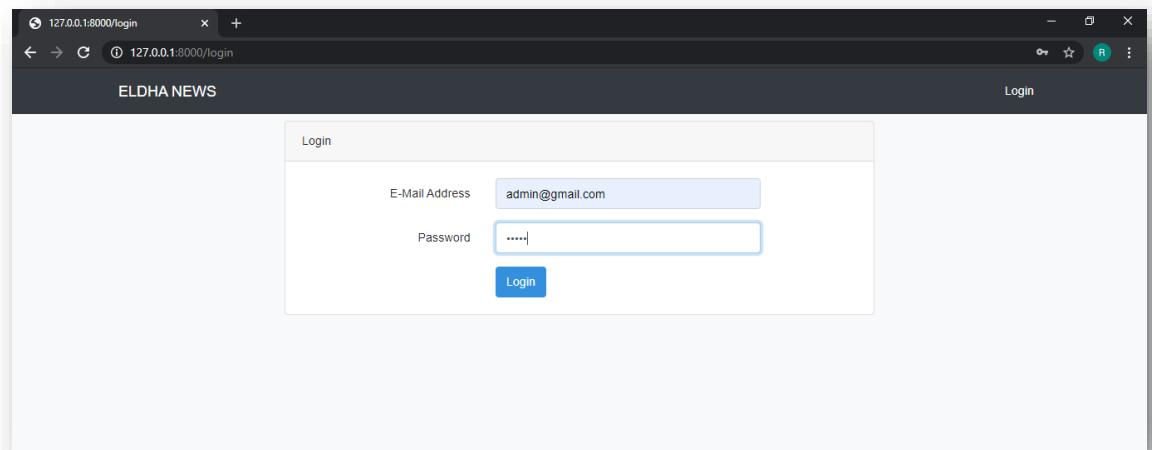 127.0.0.1:8000/login
127.0.0.1:8000/login
R
ELDHA NEWS
Login
Login
E-Mail Address
admin@gmail.com
Password
•••••
Login